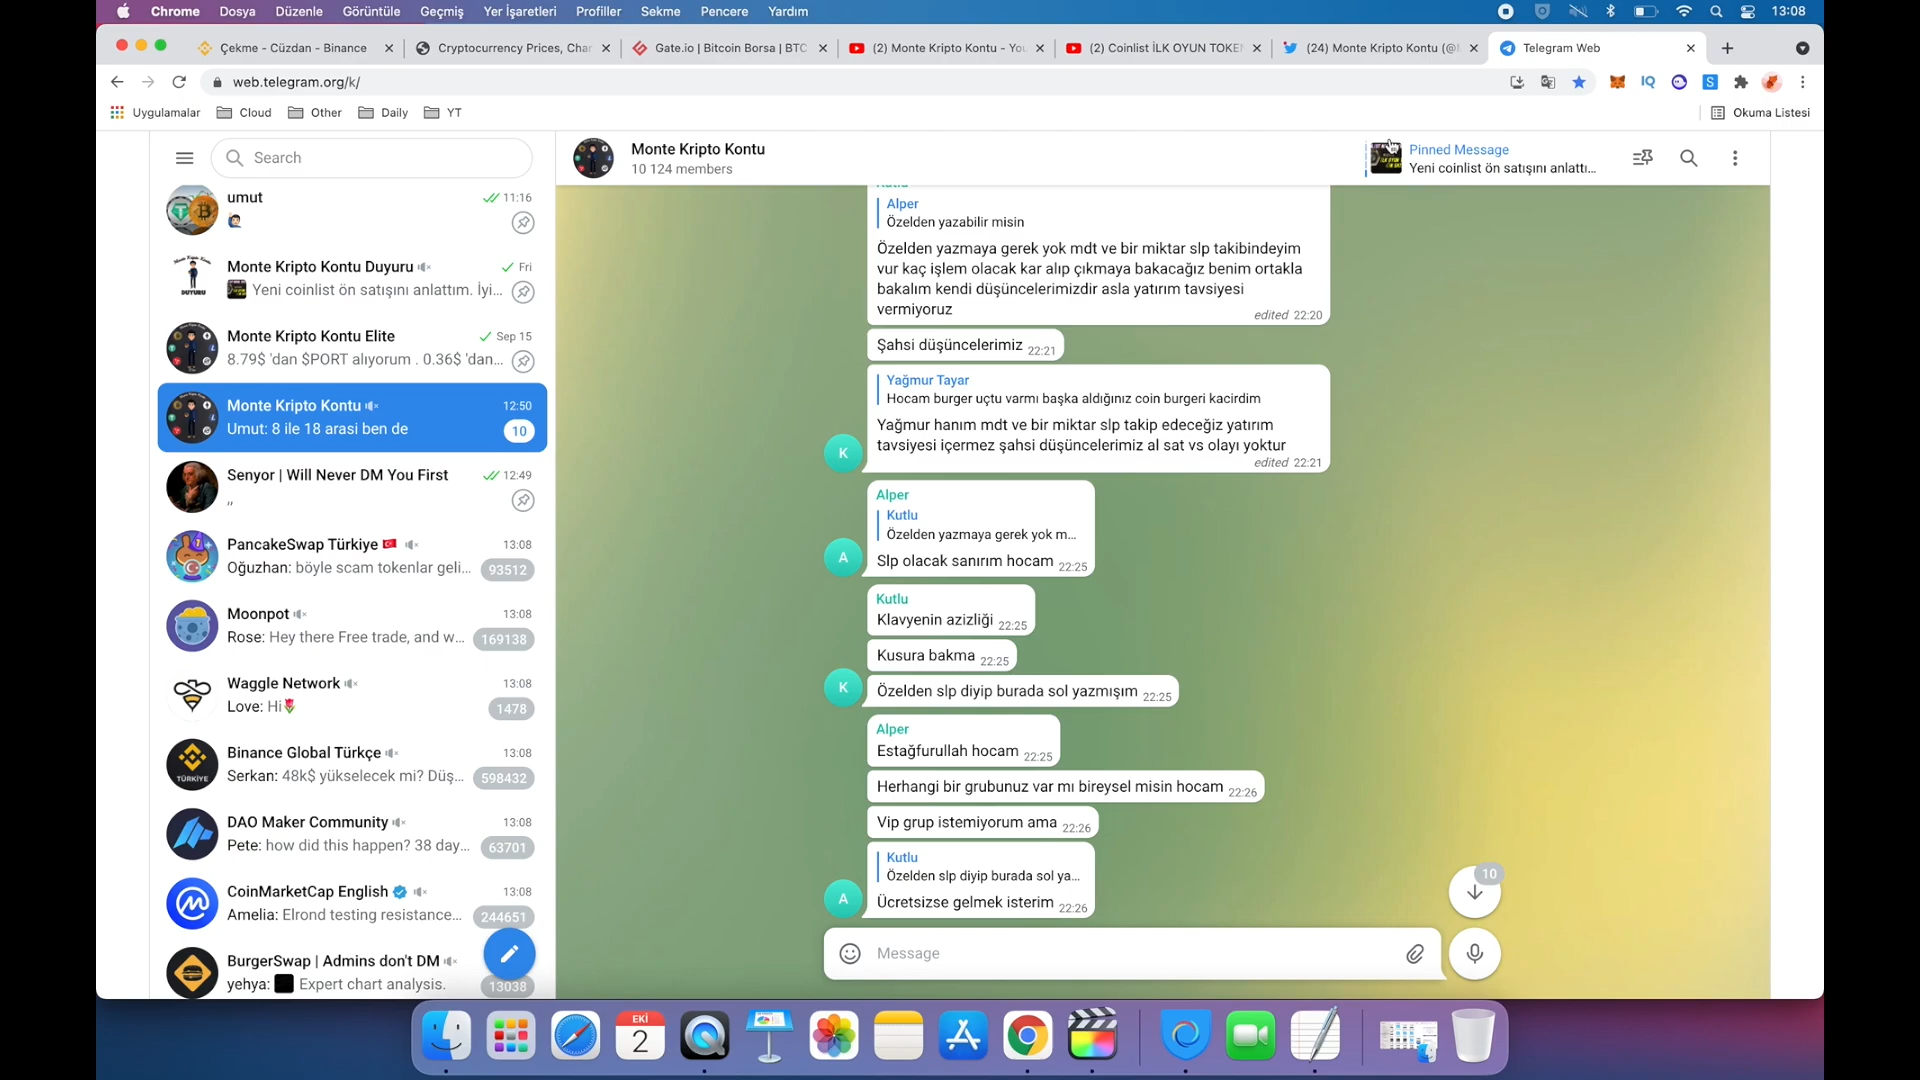 Chrome Dosya Düzenle Görüntüle Geçmiş Yer İşaretleri Profiller Sekme Pencere Yardım 13:08
Çekme - Cüzdan - Binance
Cryptocurrency Prices, Char
Gate.io | Bitcoin Borsa | BTC
(2) Monte Kripto Kontu - You
(2) Coinlist İLK OYUN TOKE
(24) Monte Kripto Kontu (@
Telegram Web
web.telegram.org/k/
Uygulamalar Cloud Other Daily YT Okuma Listesi
Search
umut 11:16
Monte Kripto Kontu Duyuru Fri
Yeni coinlist ön satışını anlattım. İyi...
Monte Kripto Kontu Elite Sep 15
8.79$ 'dan $PORT alıyorum . 0.36$ 'dan...
Monte Kripto Kontu 12:50
Umut: 8 ile 18 arasi ben de 10
Senyor | Will Never DM You First 12:49
,,
PancakeSwap Türkiye 13:08
Oğuzhan: böyle scam tokenlar geli... 93512
Moonpot 13:08
Rose: Hey there Free trade, and w... 169138
Waggle Network 13:08
Love: Hi 1478
Binance Global Türkçe 13:08
Serkan: 48k$ yükselecek mi? Düş... 598432
TÜRKİYE
DAO Maker Community 13:08
Pete: how did this happen? 38 day... 63701
CoinMarketCap English 13:08
Amelia: Elrond testing resistance... 244651
BurgerSwap | Admins don't DM
yehya: Expert chart analysis. 13038
Monte Kripto Kontu
10 124 members
Pinned Message
Yeni coinlist ön satışını anlattı...
Kutlu
Alper
Özelden yazabilir misin
Özelden yazmaya gerek yok mdt ve bir miktar slp takibindeyim
vur kaç işlem olacak kar alıp çıkmaya bakacağız benim ortakla
bakalım kendi düşüncelerimizdir asla yatırım tavsiyesi
vermiyoruz
edited 22:20
Şahsi düşüncelerimiz 22:21
Yağmur Tayar
Hocam burger uçtu varmı başka aldığınız coin burgeri kacirdim
Yağmur hanım mdt ve bir miktar slp takip edeceğiz yatırım
tavsiyesi içermez şahsi düşüncelerimiz al sat vs olayı yoktur
edited 22:21
K
Alper
Kutlu
Özelden yazmaya gerek yok m...
Slp olacak sanırım hocam 22:25
A
Kutlu
Klavyenin azizliği 22:25
Kusura bakma 22:25
Özelden slp diyip burada sol yazmışım 22:25
K
Alper
Estağfurullah hocam 22:25
Herhangi bir grubunuz var mı bireysel misin hocam 22:26
Vip grup istemiyorum ama 22:26
Kutlu
Özelden slp diyip burada sol ya...
Ücretsizse gelmek isterim 22:26
A
10
Message
EKİ
2